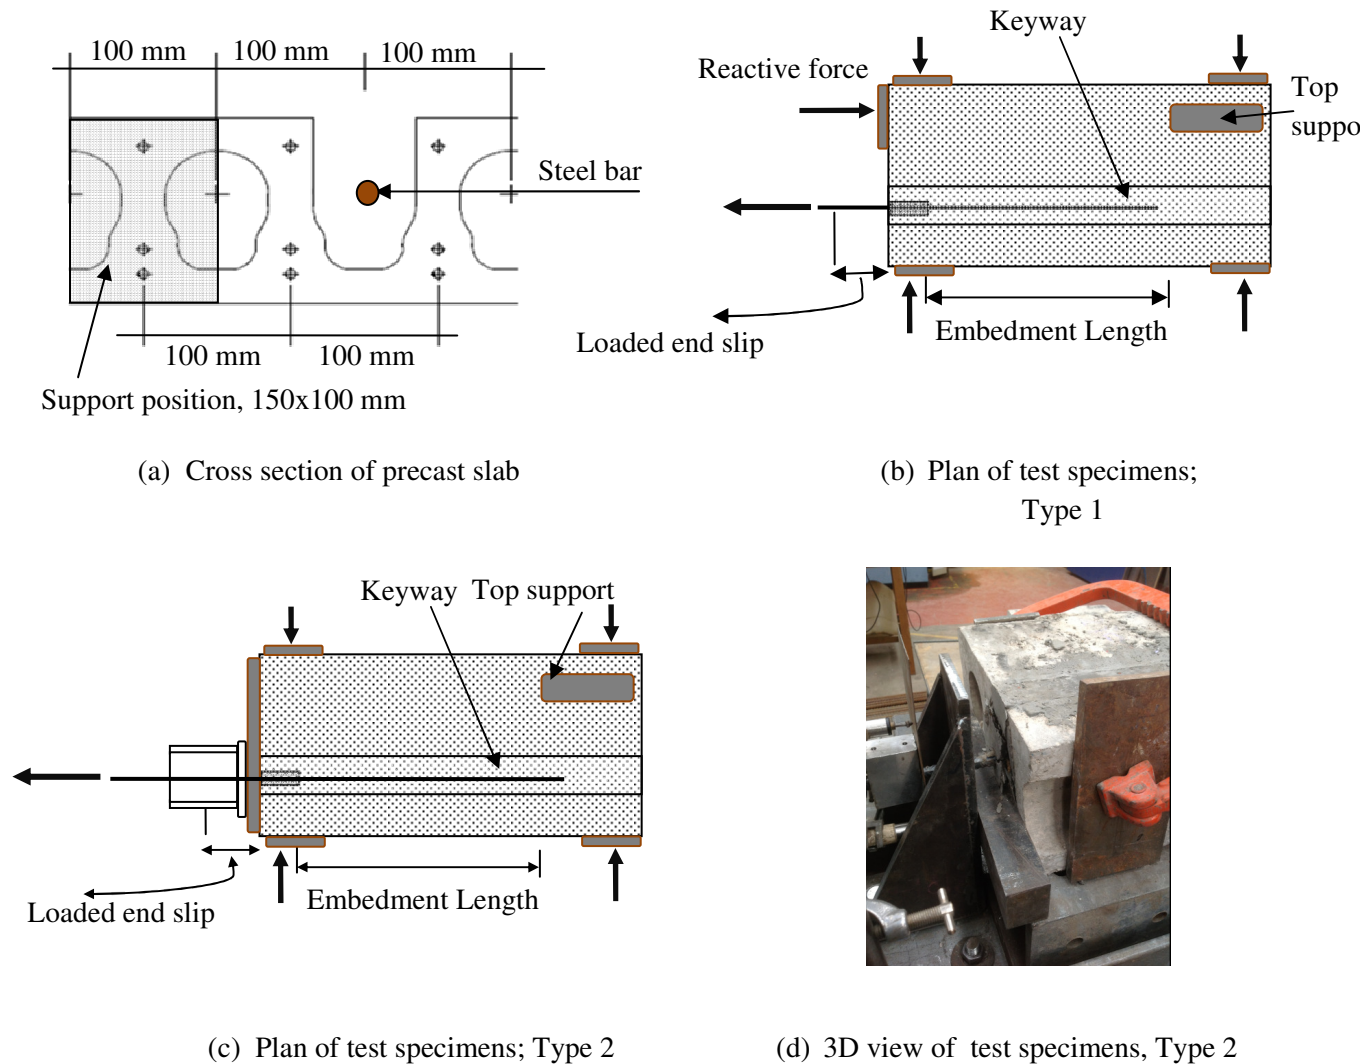 100 mm
100 mm
100 mm
Steel bar
100 mm
100 mm
Support position, 150x100 mm
(a) Cross section of precast slab
Keyway
Reactive force
Top
suppo
Embedment Length
Loaded end slip
(b) Plan of test specimens;
Type 1
Keyway
Top support
Embedment Length
Loaded end slip
(c) Plan of test specimens; Type 2
(d) 3D view of test specimens, Type 2